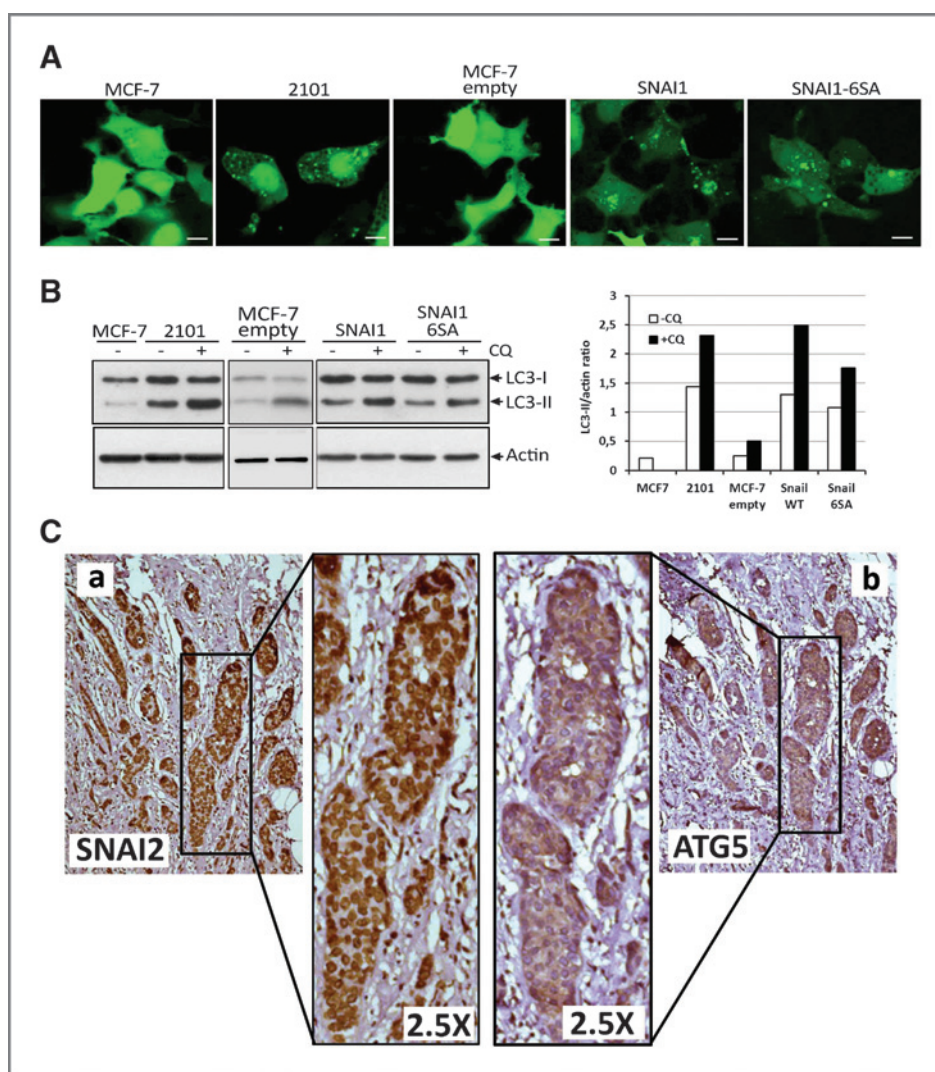 A
MCF-7
2101
MCF-7
empty
SNAI1
SNAI1-6SA
B
MCF-7
2101
MCF-7
empty
SNAI1
SNAI1
6SA
- - + - + - + - + CQ
LC3-I
LC3-II
Actin
3
2,5
2
1,5
1
0,5
0
LC3-II/actin ratio
-CQ
+CQ
MCF7
2101
MCF-7
empty
Snail
WT
Snail
6SA
C
a
SNAI2
2.5X
2.5X
b
ATG5